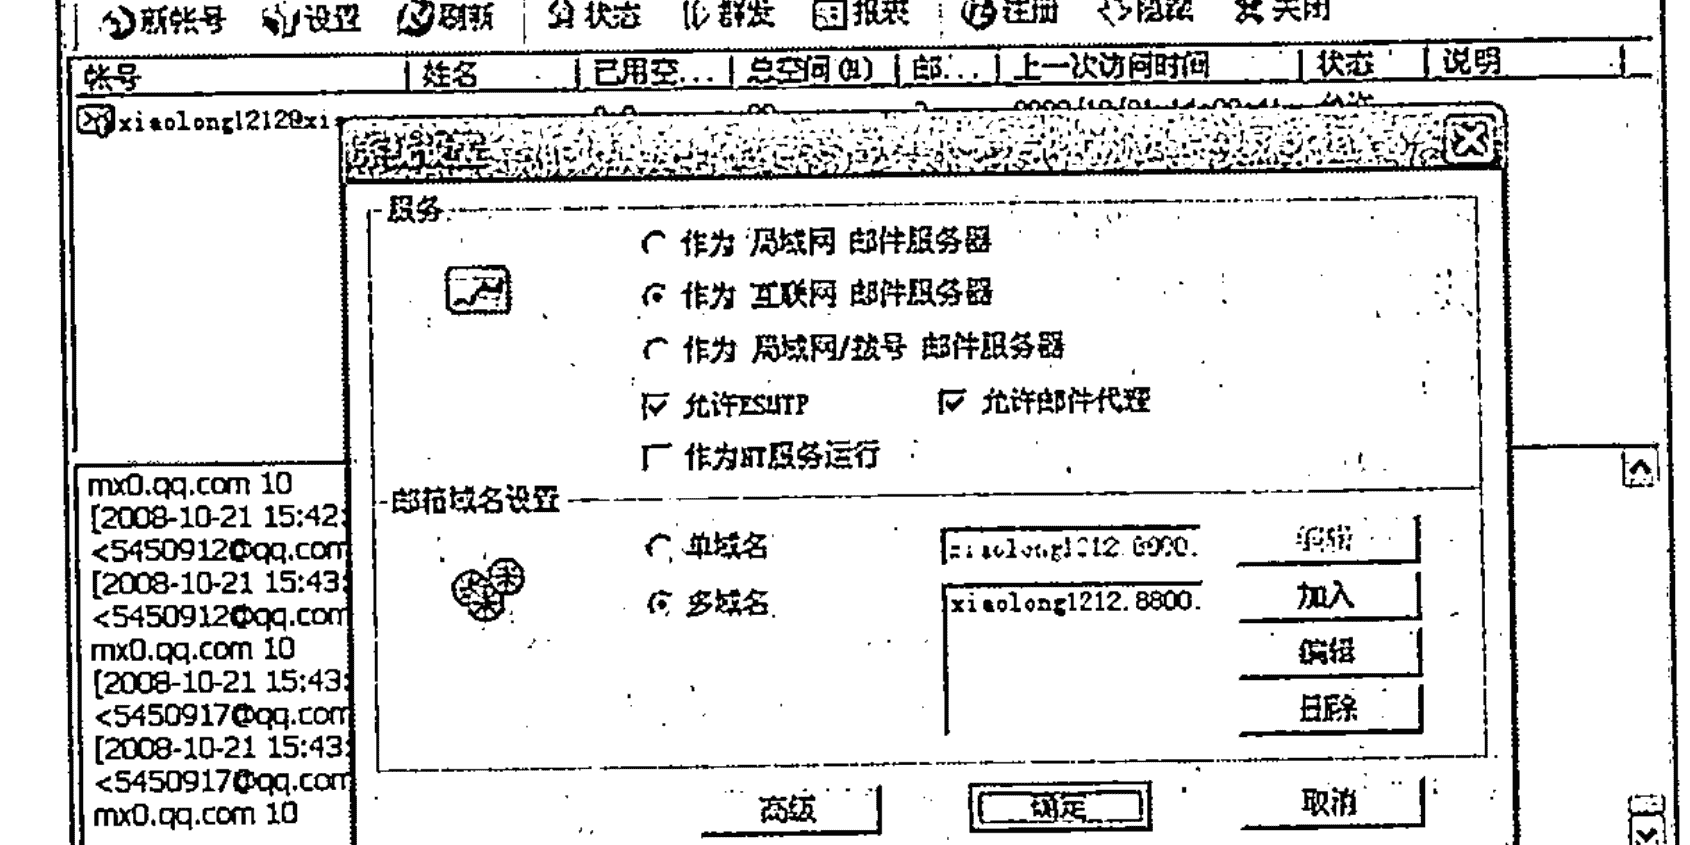 新帐号 设置 刷新 状态 群发 报表 注册 隐藏 关闭
帐号 姓名 已用空... 总空间(M) 邮... 上一次访问时间 状态 说明
服务
作为 局域网 邮件服务器
作为 互联网 邮件服务器
作为 局域网/拨号 邮件服务器
允许ESMTP 允许邮件代理
作为NT服务运行
邮箱域名设置
单域名 编辑
多域名 xiaolong1212.8800. 加入
编辑
删除
高级 确定 取消
mx0.qq.com 10
[2008-10-21 15:42:
<5450912@qq.com
[2008-10-21 15:43:
<5450912@qq.com
mx0.qq.com 10
[2008-10-21 15:43:
<5450917@qq.com
[2008-10-21 15:43:
<5450917@qq.com
mx0.qq.com 10